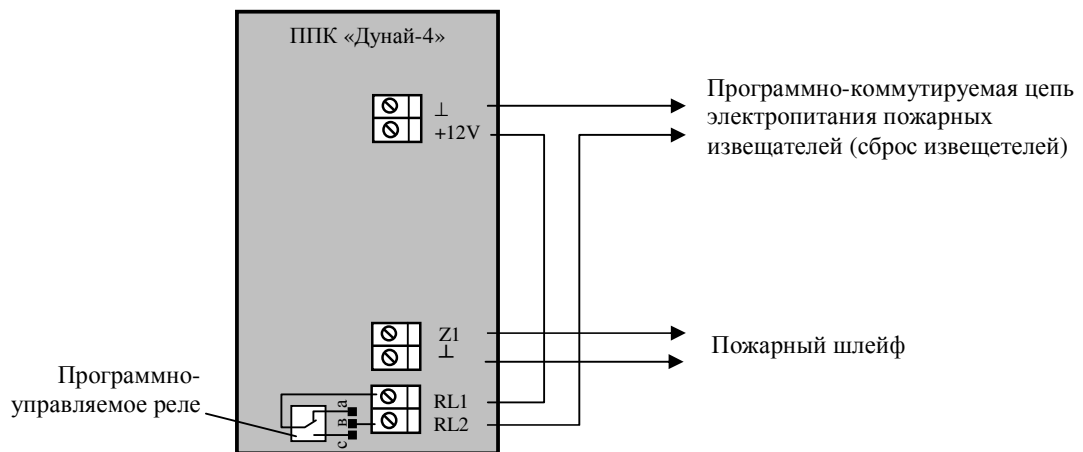 ППК «Дунай-4»
⊥
+12V
Программно-коммутируемая цепь
электропитания пожарных
извещателей (сброс извещетелей)
Z1
⊥
Пожарный шлейф
Программно-
управляемое реле
RL1
RL2
а
в
с